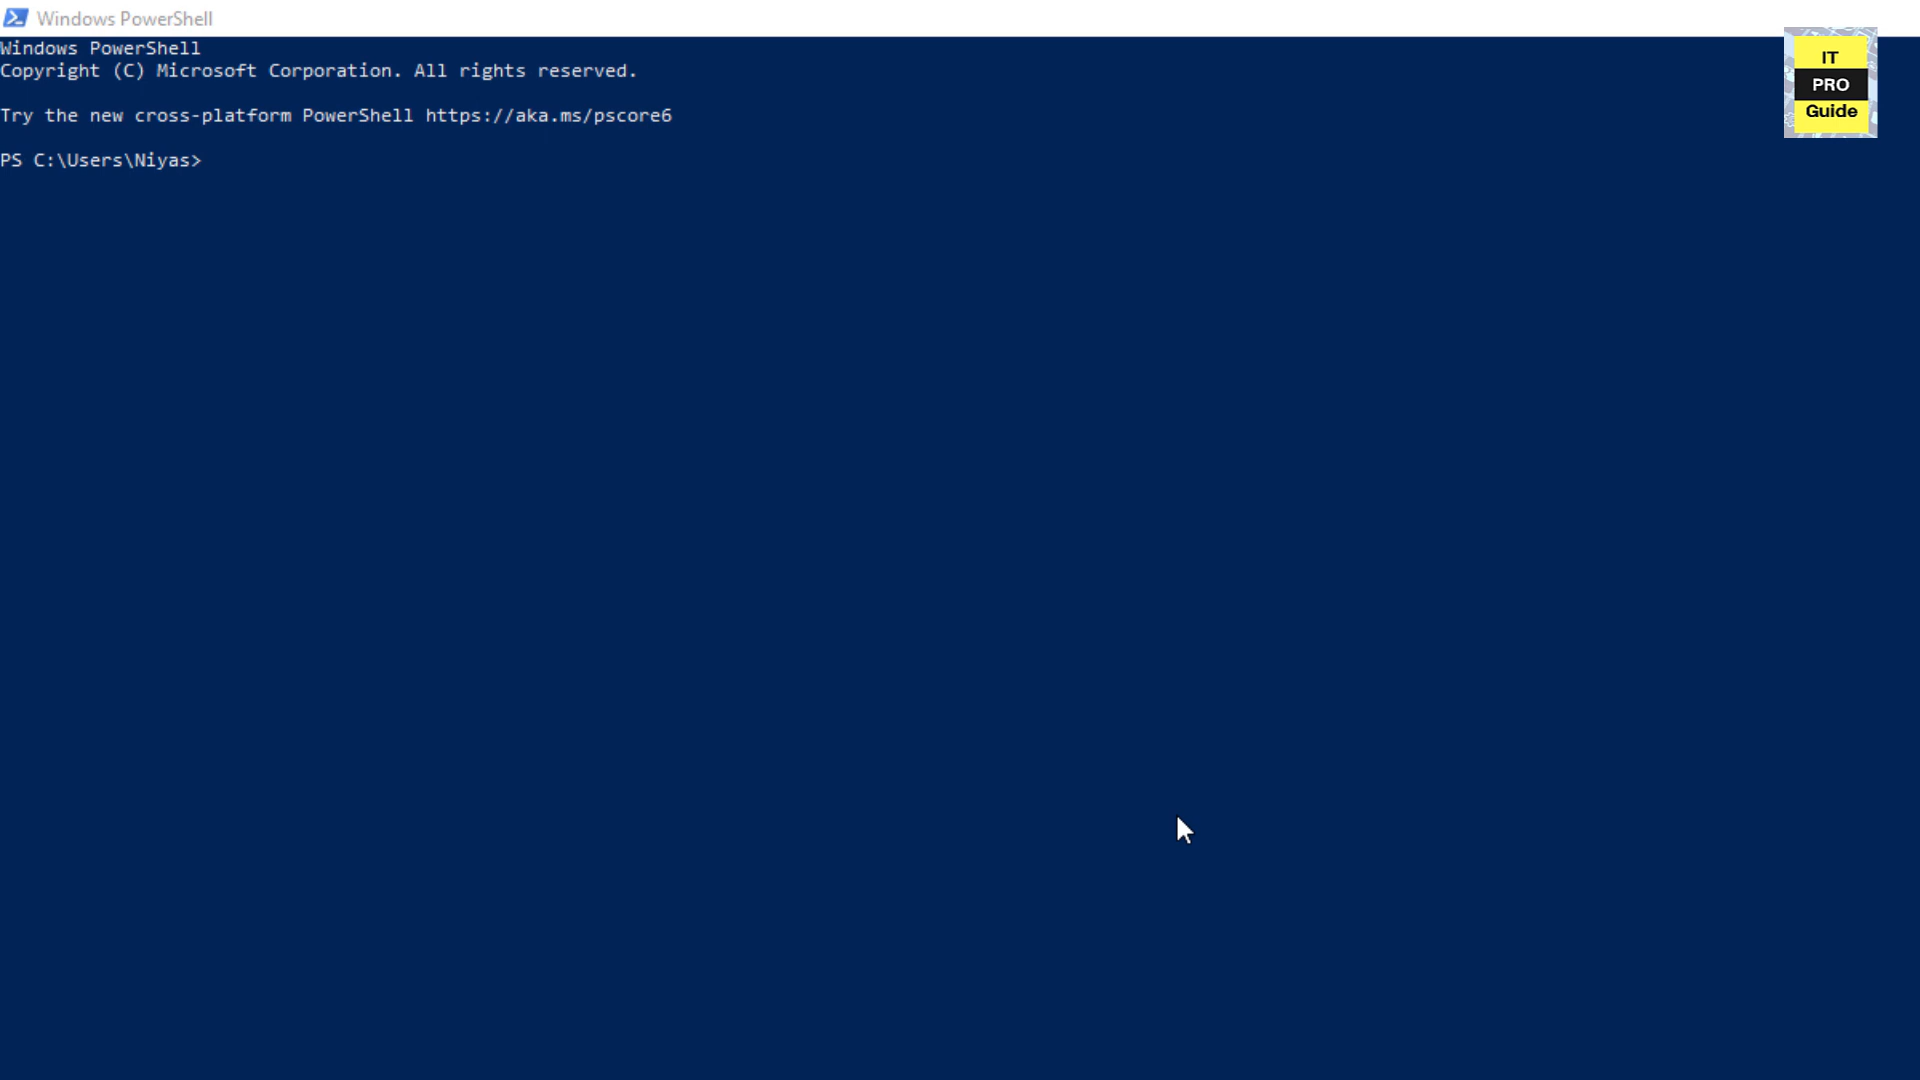 Windows PowerShell
Windows PowerShell
Copyright (C) Microsoft Corporation. All rights reserved.
Try the new cross-platform PowerShell https://aka.ms/pscore6
PS C:\Users\Niyas>
IT
PRO
Guide